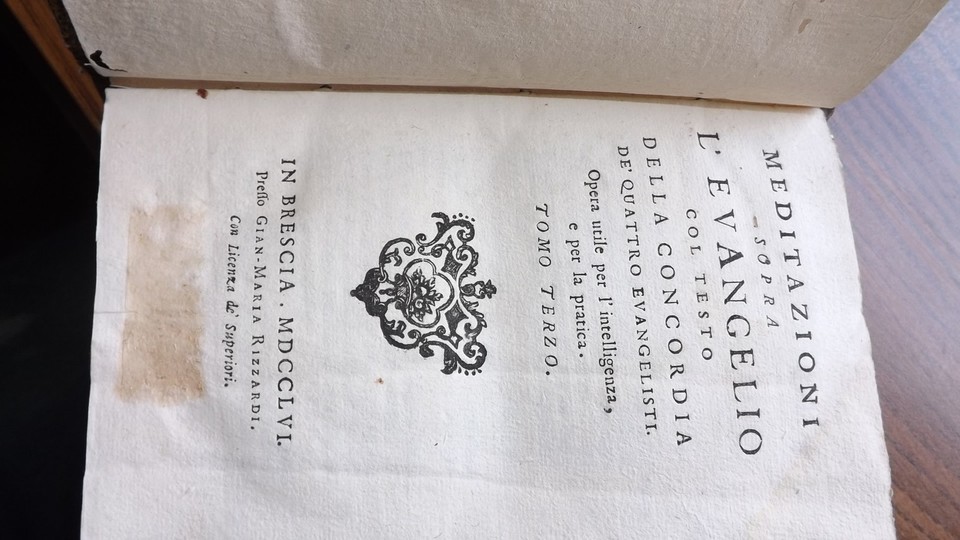 MEDITAZIONI
SOPRA
L' EVANGELIO
COL TESTO
DELLA CONCORDIA
DE' QUATTRO EVANGELISTI.
Opera utile per l' intelligenza,
e per la pratica.
TOMO TERZO.
IN BRESCIA . MDCCLVI.
Presso GIAN-MARIA RIZZARDI.
Con Licenza de' Superiori.